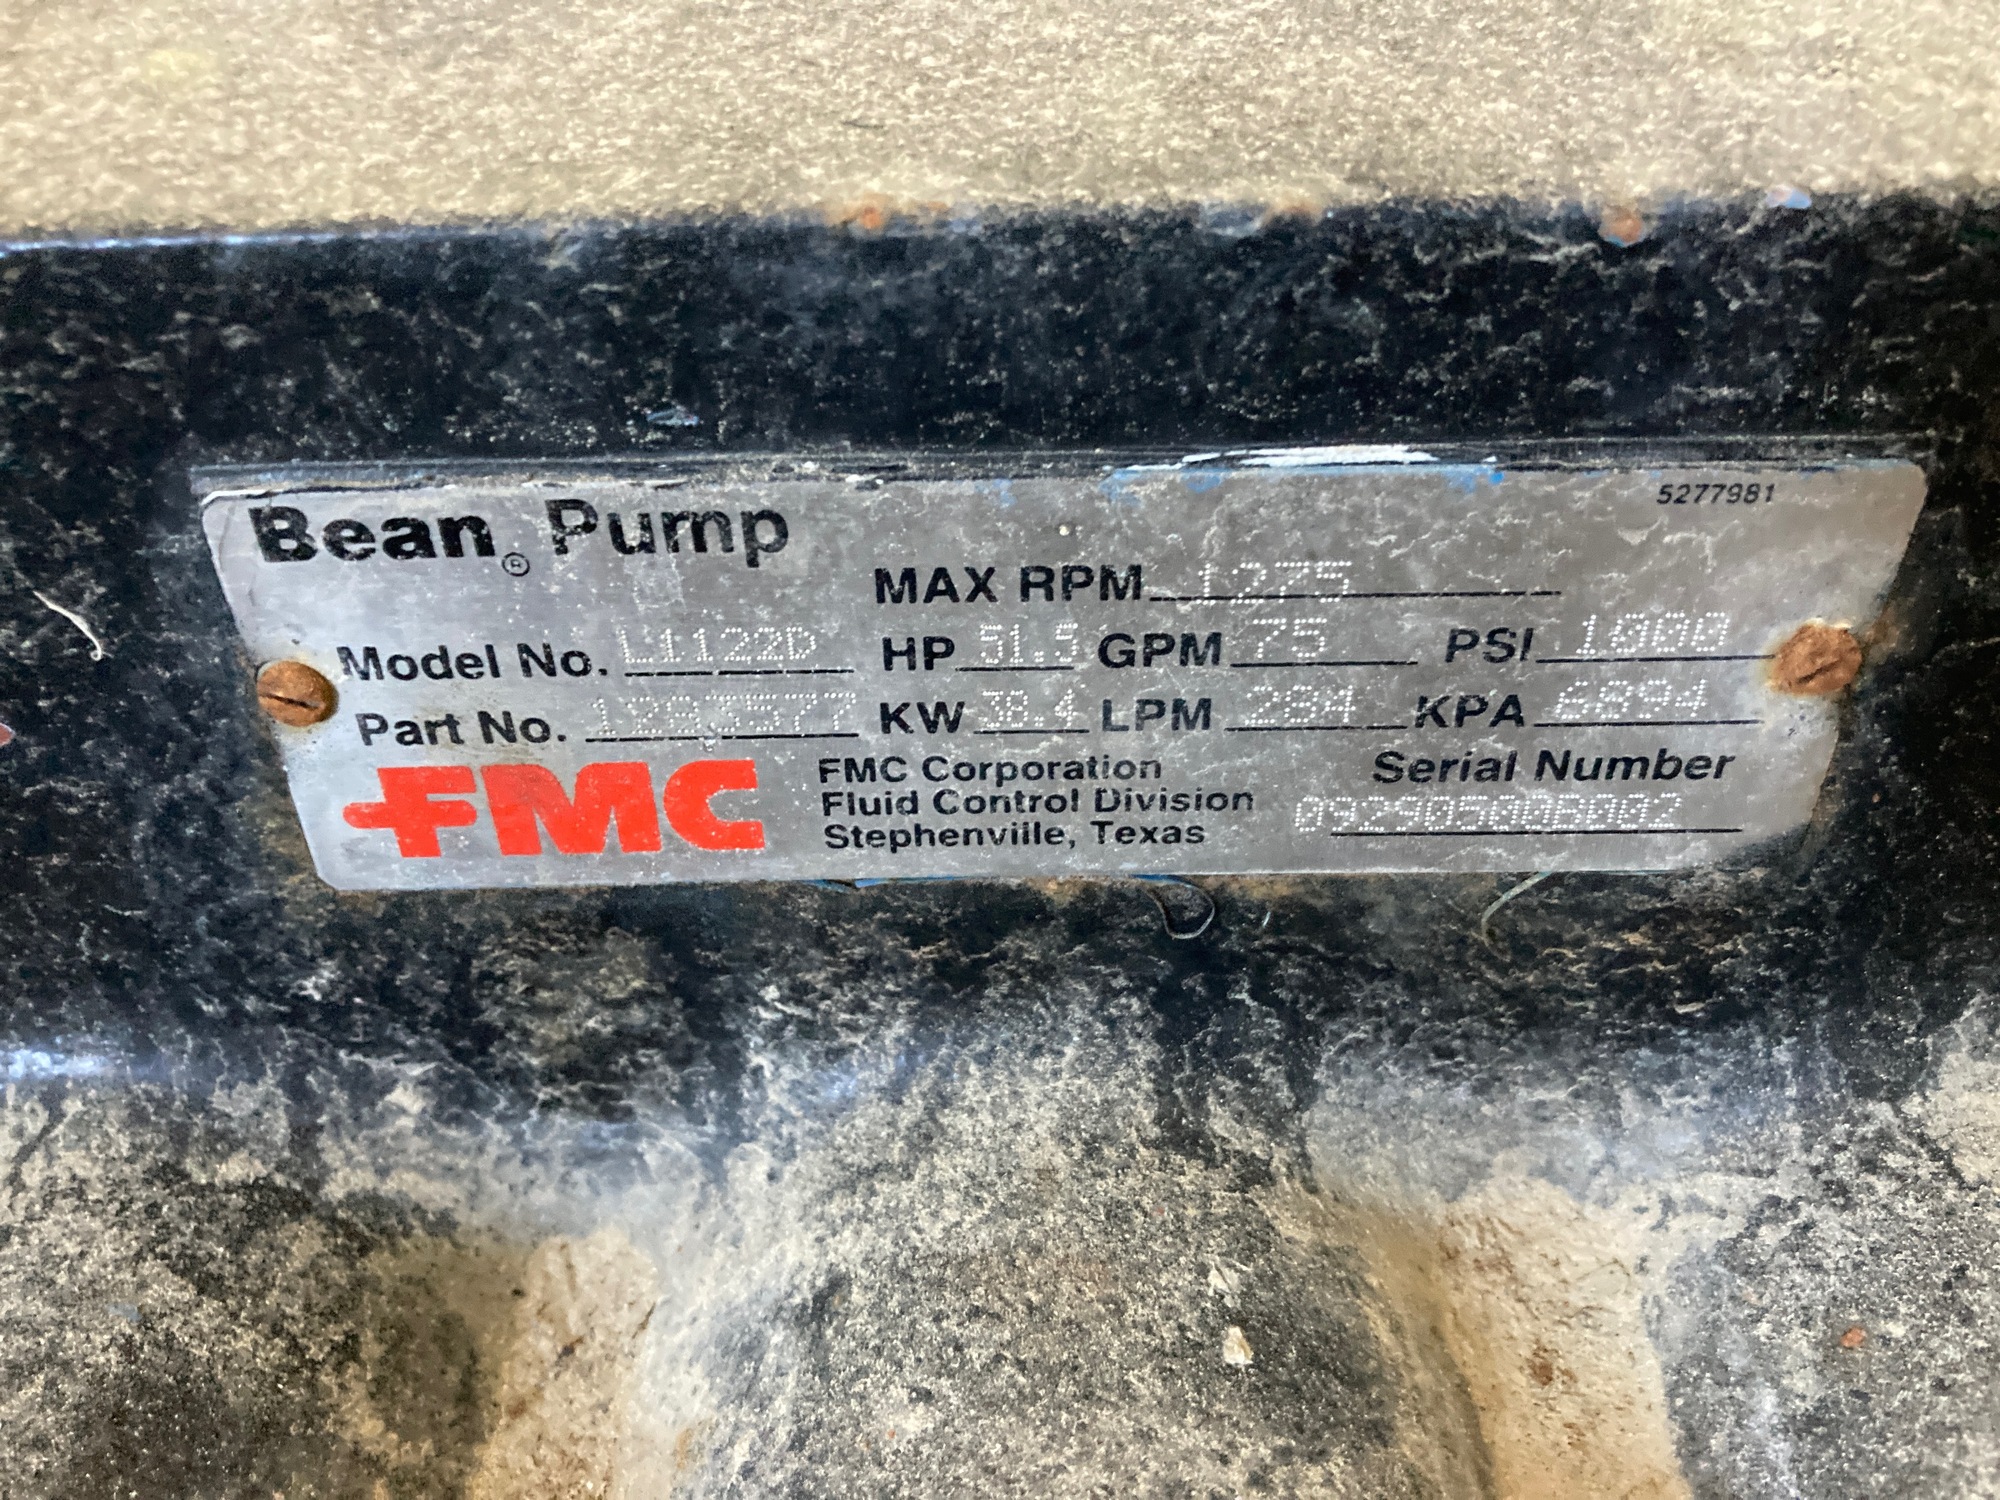 5277981
Bean® Pump
MAX RPM 1275
Model No. L1122D HP 51.5 GPM 75 PSI 1000
Part No. KW 38.4 LPM 284 KPA 6894
FMC
FMC Corporation
Fluid Control Division
Stephenville, Texas
Serial Number